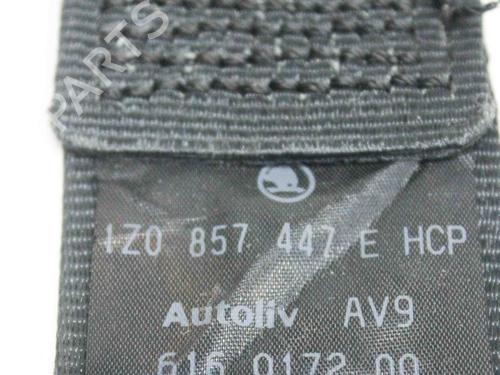 PARTS
1Z0 857 447 E HCP
Autoliv AV9
616 0172 00